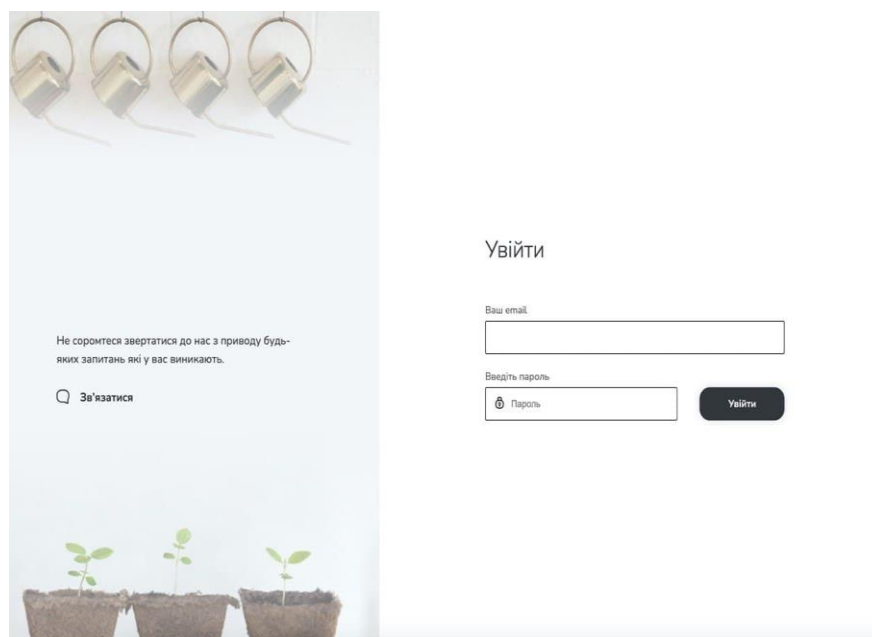 Не соромтеся звертатися до нас з приводу будь-
яких запитань які у вас виникають.
Зв'язатися
Увійти
Ваш email
Введіть пароль
Пароль
Увійти